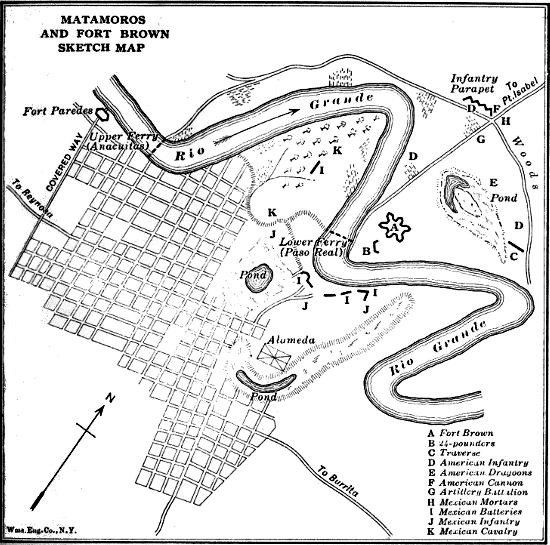 MATAMOROS
AND FORT BROWN
SKETCH MAP
Infantry
Parapet
To
Pt. Isabel
D
F
H
G
Woods
Fort Paredes
Upper Ferry
(Anacuitas)
COVERED WAY
To Reynosa
Rio
Grande
K
I
D
E
Pond
D
C
A
B
K
J
Lower Ferry
(Paso Real)
Pond
I
J
I
I
J
Alameda
Pond
Rio Grande
To Burrita
N
A Fort Brown
B 24-pounders
C Traverse
D American Infantry
E American Dragoons
F American Cannon
G Artillery Battalion
H Mexican Mortars
I Mexican Batteries
J Mexican Infantry
K Mexican Cavalry
Wms. Eng. Co., N.Y.